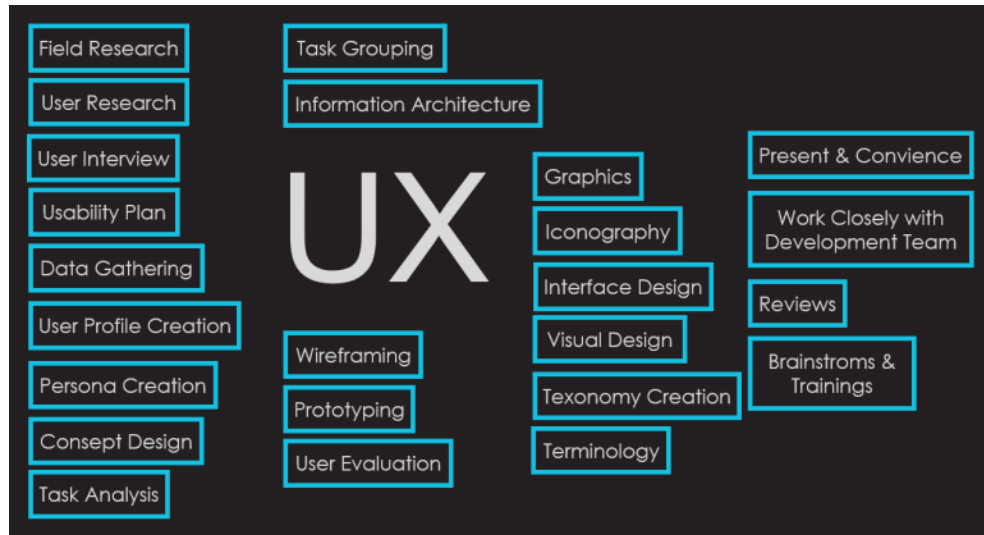 Field Research
User Research
User Interview
Usability Plan
Data Gathering
User Profile Creation
Persona Creation
Consept Design
Task Analysis
Task Grouping
Information Architecture
UX
Wireframing
Prototyping
User Evaluation
Graphics
Iconography
Interface Design
Visual Design
Texonomy Creation
Terminology
Present & Convience
Work Closely with
Development Team
Reviews
Brainstroms &
Trainings